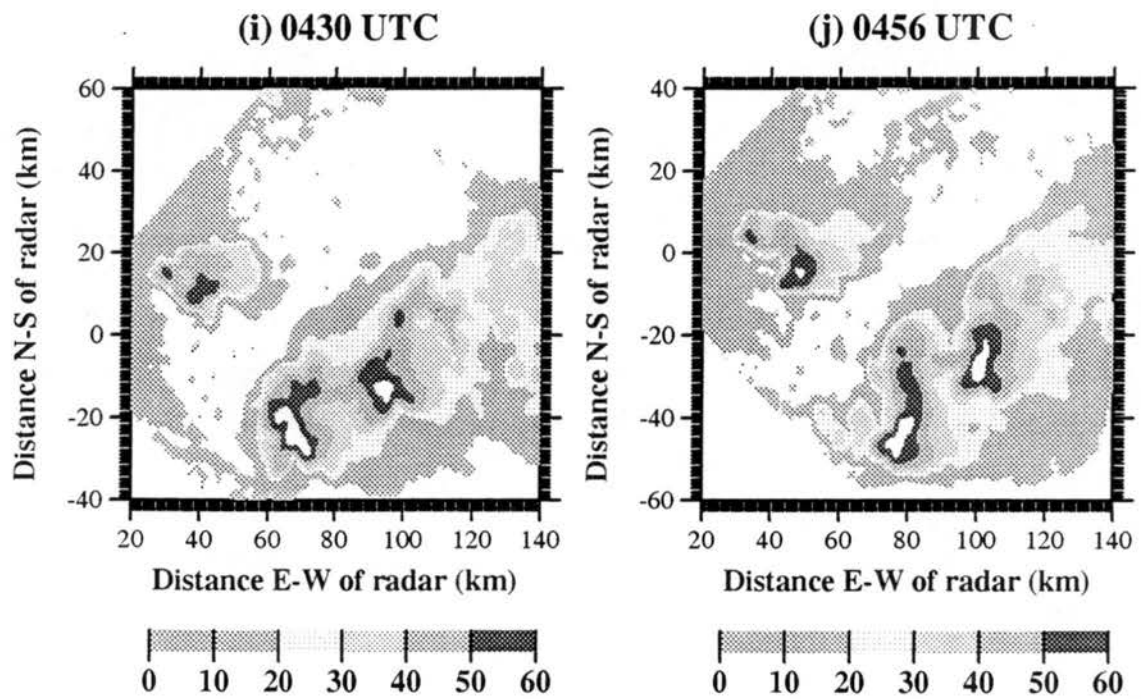 (i) 0430 UTC
Distance N-S of radar (km)
60
40
20
0
-20
-40
20 40 60 80 100 120 140
Distance E-W of radar (km)
0 10 20 30 40 50 60
(j) 0456 UTC
Distance N-S of radar (km)
40
20
0
-20
-40
-60
20 40 60 80 100 120 140
Distance E-W of radar (km)
0 10 20 30 40 50 60